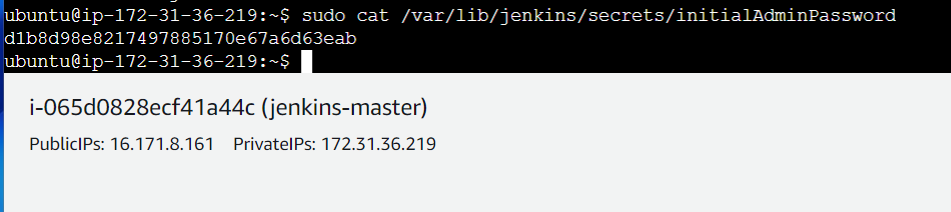 ubuntu@ip-172-31-36-219:~$ sudo cat /var/lib/jenkins/secrets/initialAdminPassword
d1b8d98e8217497885170e67a6d63eab
ubuntu@ip-172-31-36-219:~$
i-065d0828ecf41a44c (jenkins-master)
PublicIPs: 16.171.8.161 PrivateIPs: 172.31.36.219